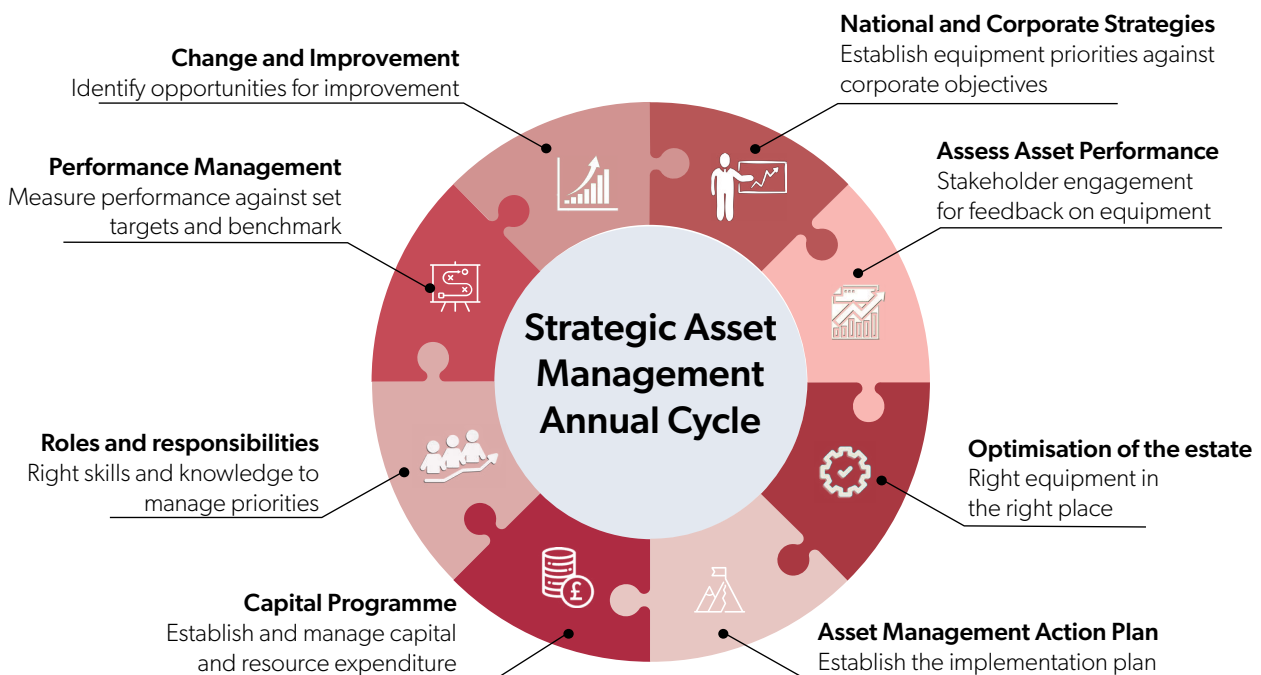 National and Corporate Strategies
Establish equipment priorities against
corporate objectives
Assess Asset Performance
Stakeholder engagement
for feedback on equipment
Optimisation of the estate
Right equipment in
the right place
Asset Management Action Plan
Establish the implementation plan
Capital Programme
Establish and manage capital
and resource expenditure
Roles and responsibilities
Right skills and knowledge to
manage priorities
Performance Management
Measure performance against set
targets and benchmark
Change and Improvement
Identify opportunities for improvement
Strategic Asset
Management
Annual Cycle
£